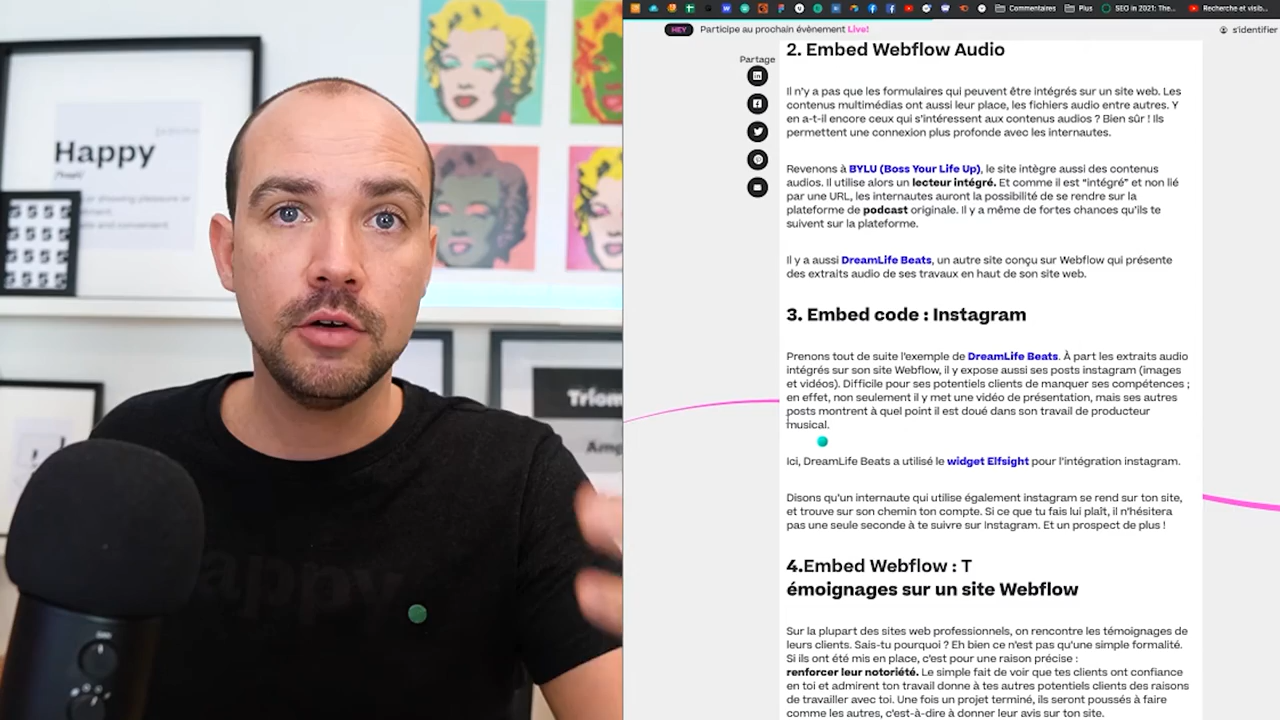 Happy
5 5 5 5
5 5 5 5
5 5 5 5
5 5 5 5
appy
Commentaires
Plus
SEO in 2021: The...
Recherche et visib...
HEY Participe au prochain évènement Live!
s'identifier
Partage
2. Embed Webflow Audio
Il n'y a pas que les formulaires qui peuvent être intégrés sur un site web. Les
contenus multimédias ont aussi leur place, les fichiers audio entre autres. Y
en a-t-il encore ceux qui s'intéressent aux contenus audios ? Bien sûr ! Ils
permettent une connexion plus profonde avec les internautes.
Revenons à BYLU (Boss Your Life Up), le site intègre aussi des contenus
audios. Il utilise alors un lecteur intégré. Et comme il est "intégré" et non lié
par une URL, les internautes auront la possibilité de se rendre sur la
plateforme de podcast originale. Il y a même de fortes chances qu'ils te
suivent sur la plateforme.
Il y a aussi DreamLife Beats, un autre site conçu sur Webflow qui présente
des extraits audio de ses travaux en haut de son site web.
3. Embed code : Instagram
Prenons tout de suite l'exemple de DreamLife Beats. À part les extraits audio
intégrés sur son site Webflow, il y expose aussi ses posts instagram (images
et vidéos). Difficile pour ses potentiels clients de manquer ses compétences ;
en effet, non seulement il y met une vidéo de présentation, mais ses autres
posts montrent à quel point il est doué dans son travail de producteur
musical.
Ici, DreamLife Beats a utilisé le widget Elfsight pour l'intégration instagram.
Disons qu'un internaute qui utilise également instagram se rend sur ton site,
et trouve sur son chemin ton compte. Si ce que tu fais lui plaît, il n'hésitera
pas une seule seconde à te suivre sur Instagram. Et un prospect de plus !
4.Embed Webflow : T
émoignages sur un site Webflow
Sur la plupart des sites web professionnels, on rencontre les témoignages de
leurs clients. Sais-tu pourquoi ? Eh bien ce n'est pas qu'une simple formalité.
Si ils ont été mis en place, c'est pour une raison précise :
renforcer leur notoriété. Le simple fait de voir que tes clients ont confiance
en toi et admirent ton travail donne à tes autres potentiels clients des raisons
de travailler avec toi. Une fois un projet terminé, ils seront poussés à faire
comme les autres, c'est-à-dire à donner leur avis sur ton site.